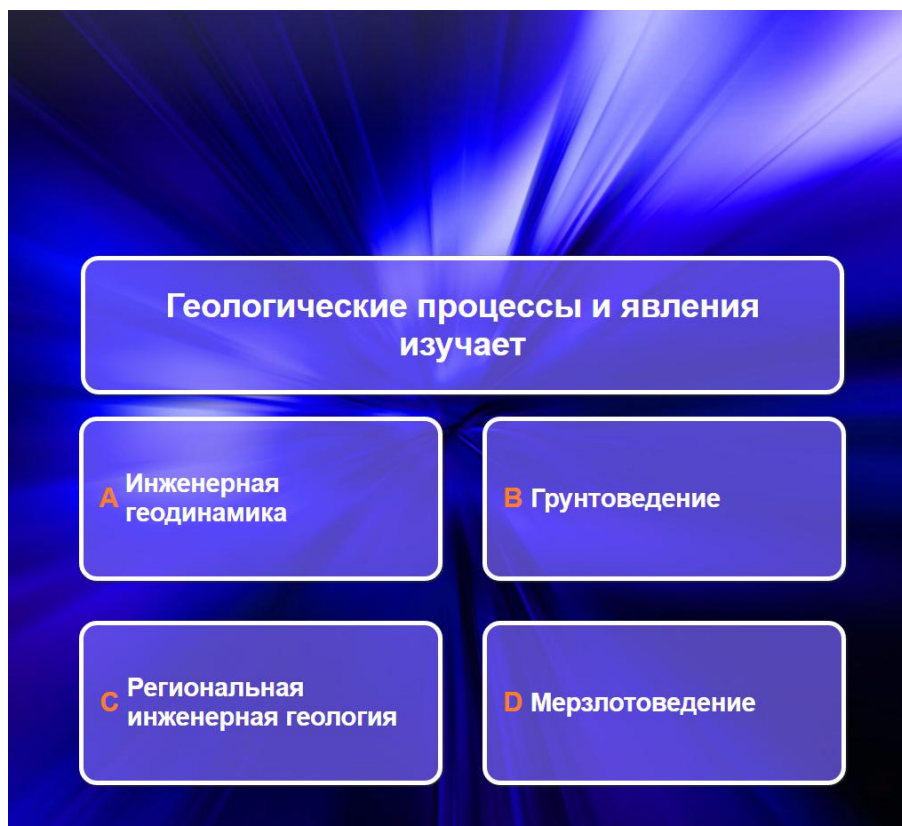 Геологические процессы и явления
изучает
A Инженерная
геодинамика
B Грунтоведение
C Региональная
инженерная геология
D Мерзлотоведение